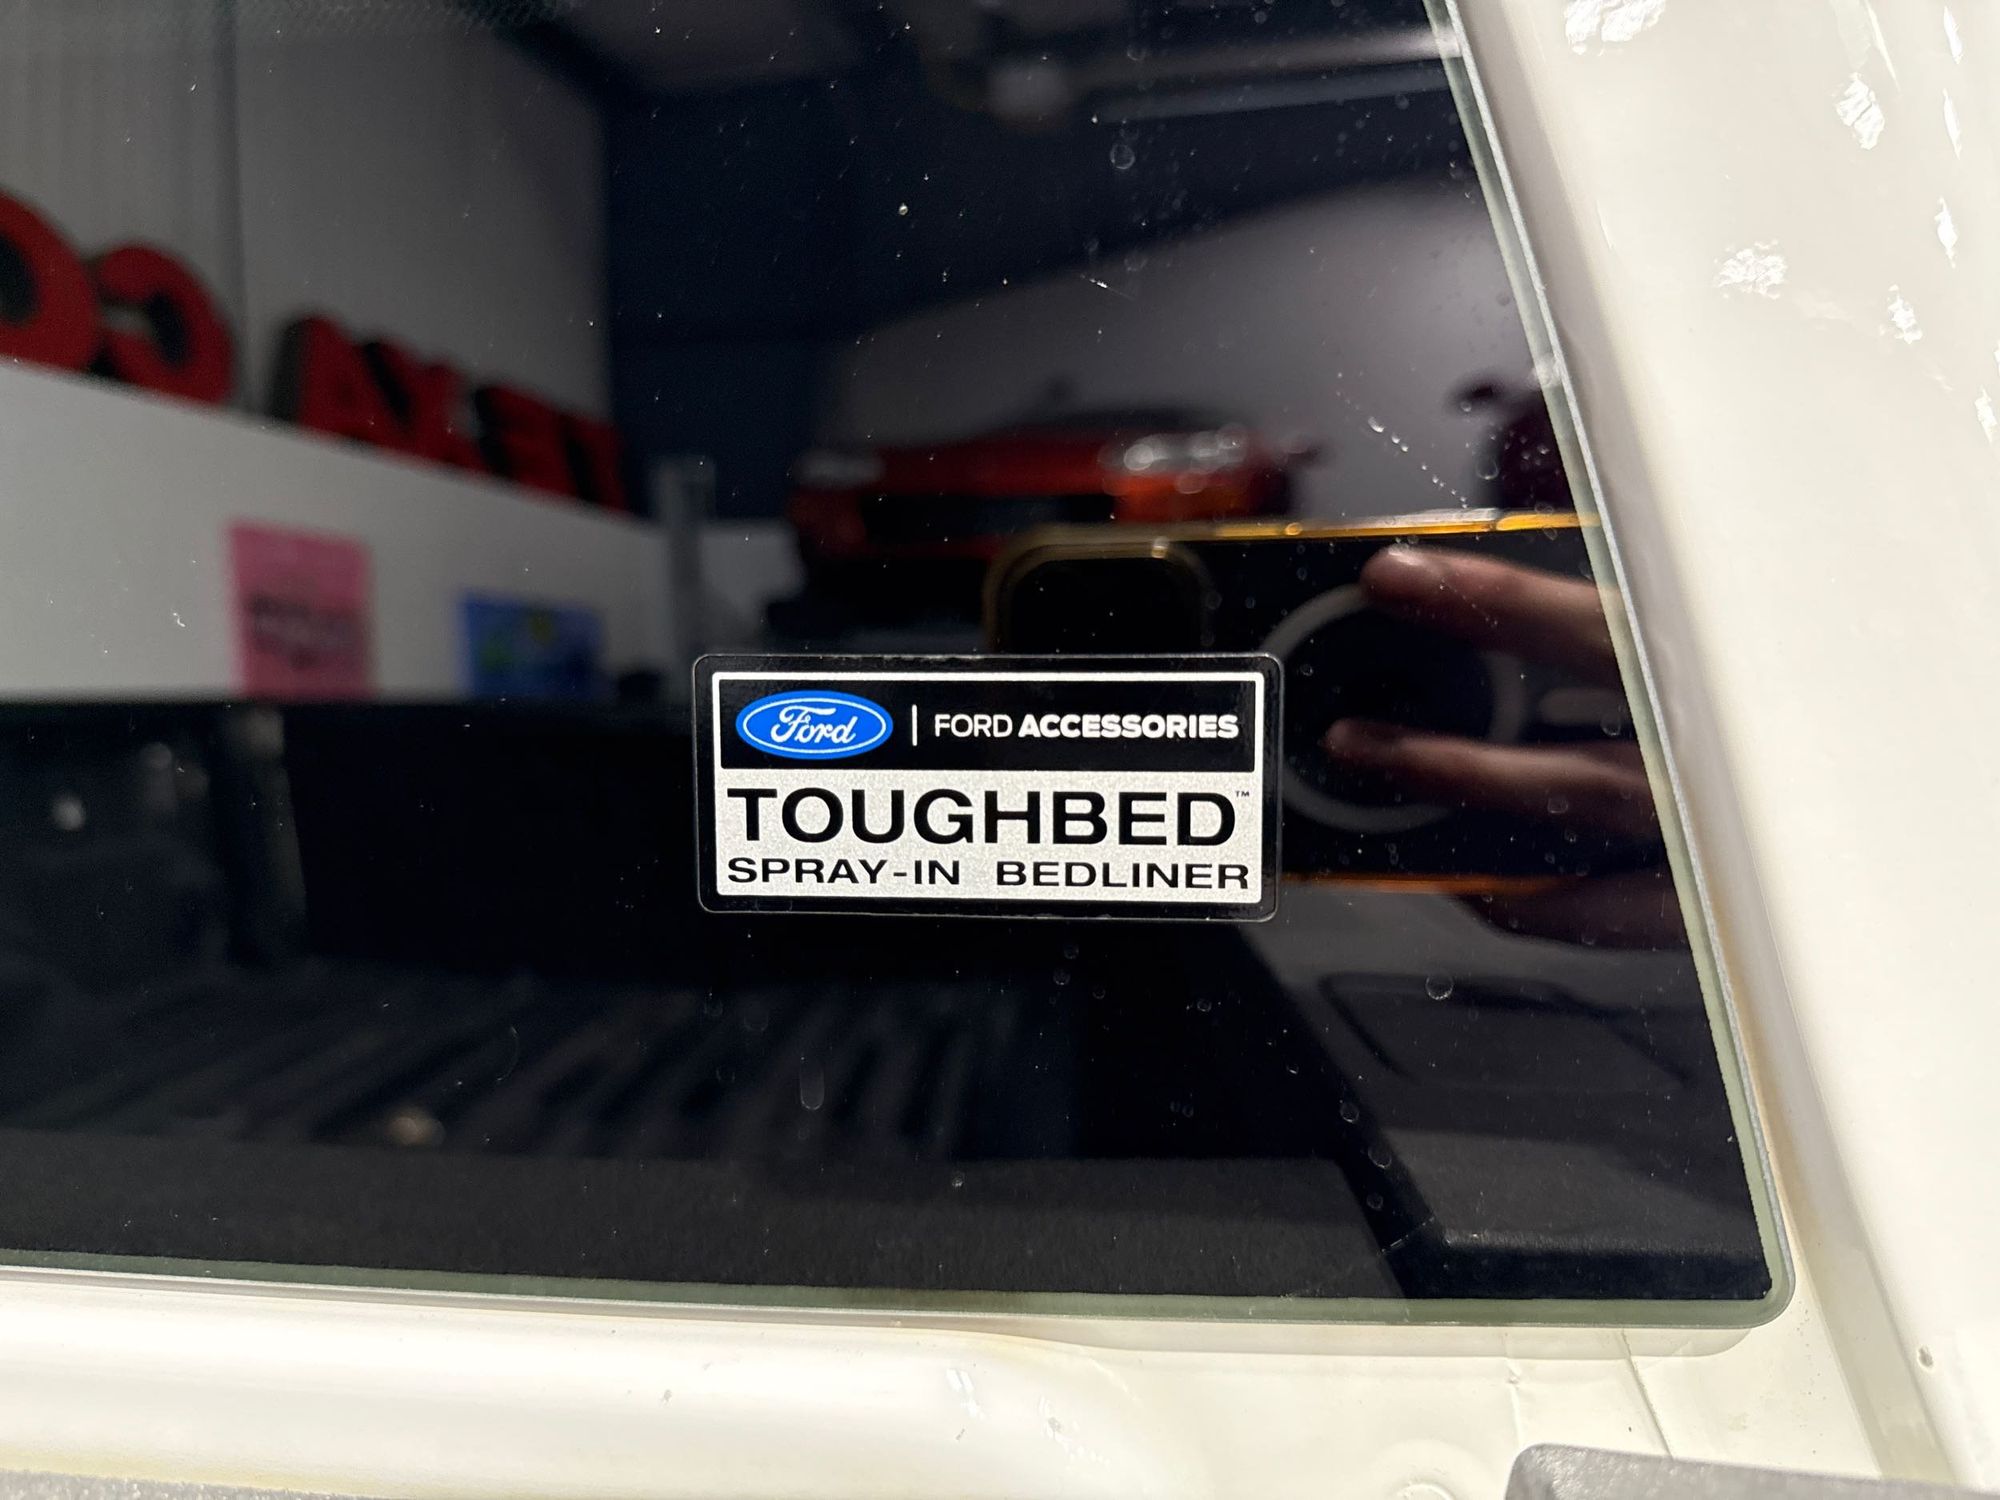 Ford | FORD ACCESSORIES
TOUGHBED™
SPRAY-IN BEDLINER